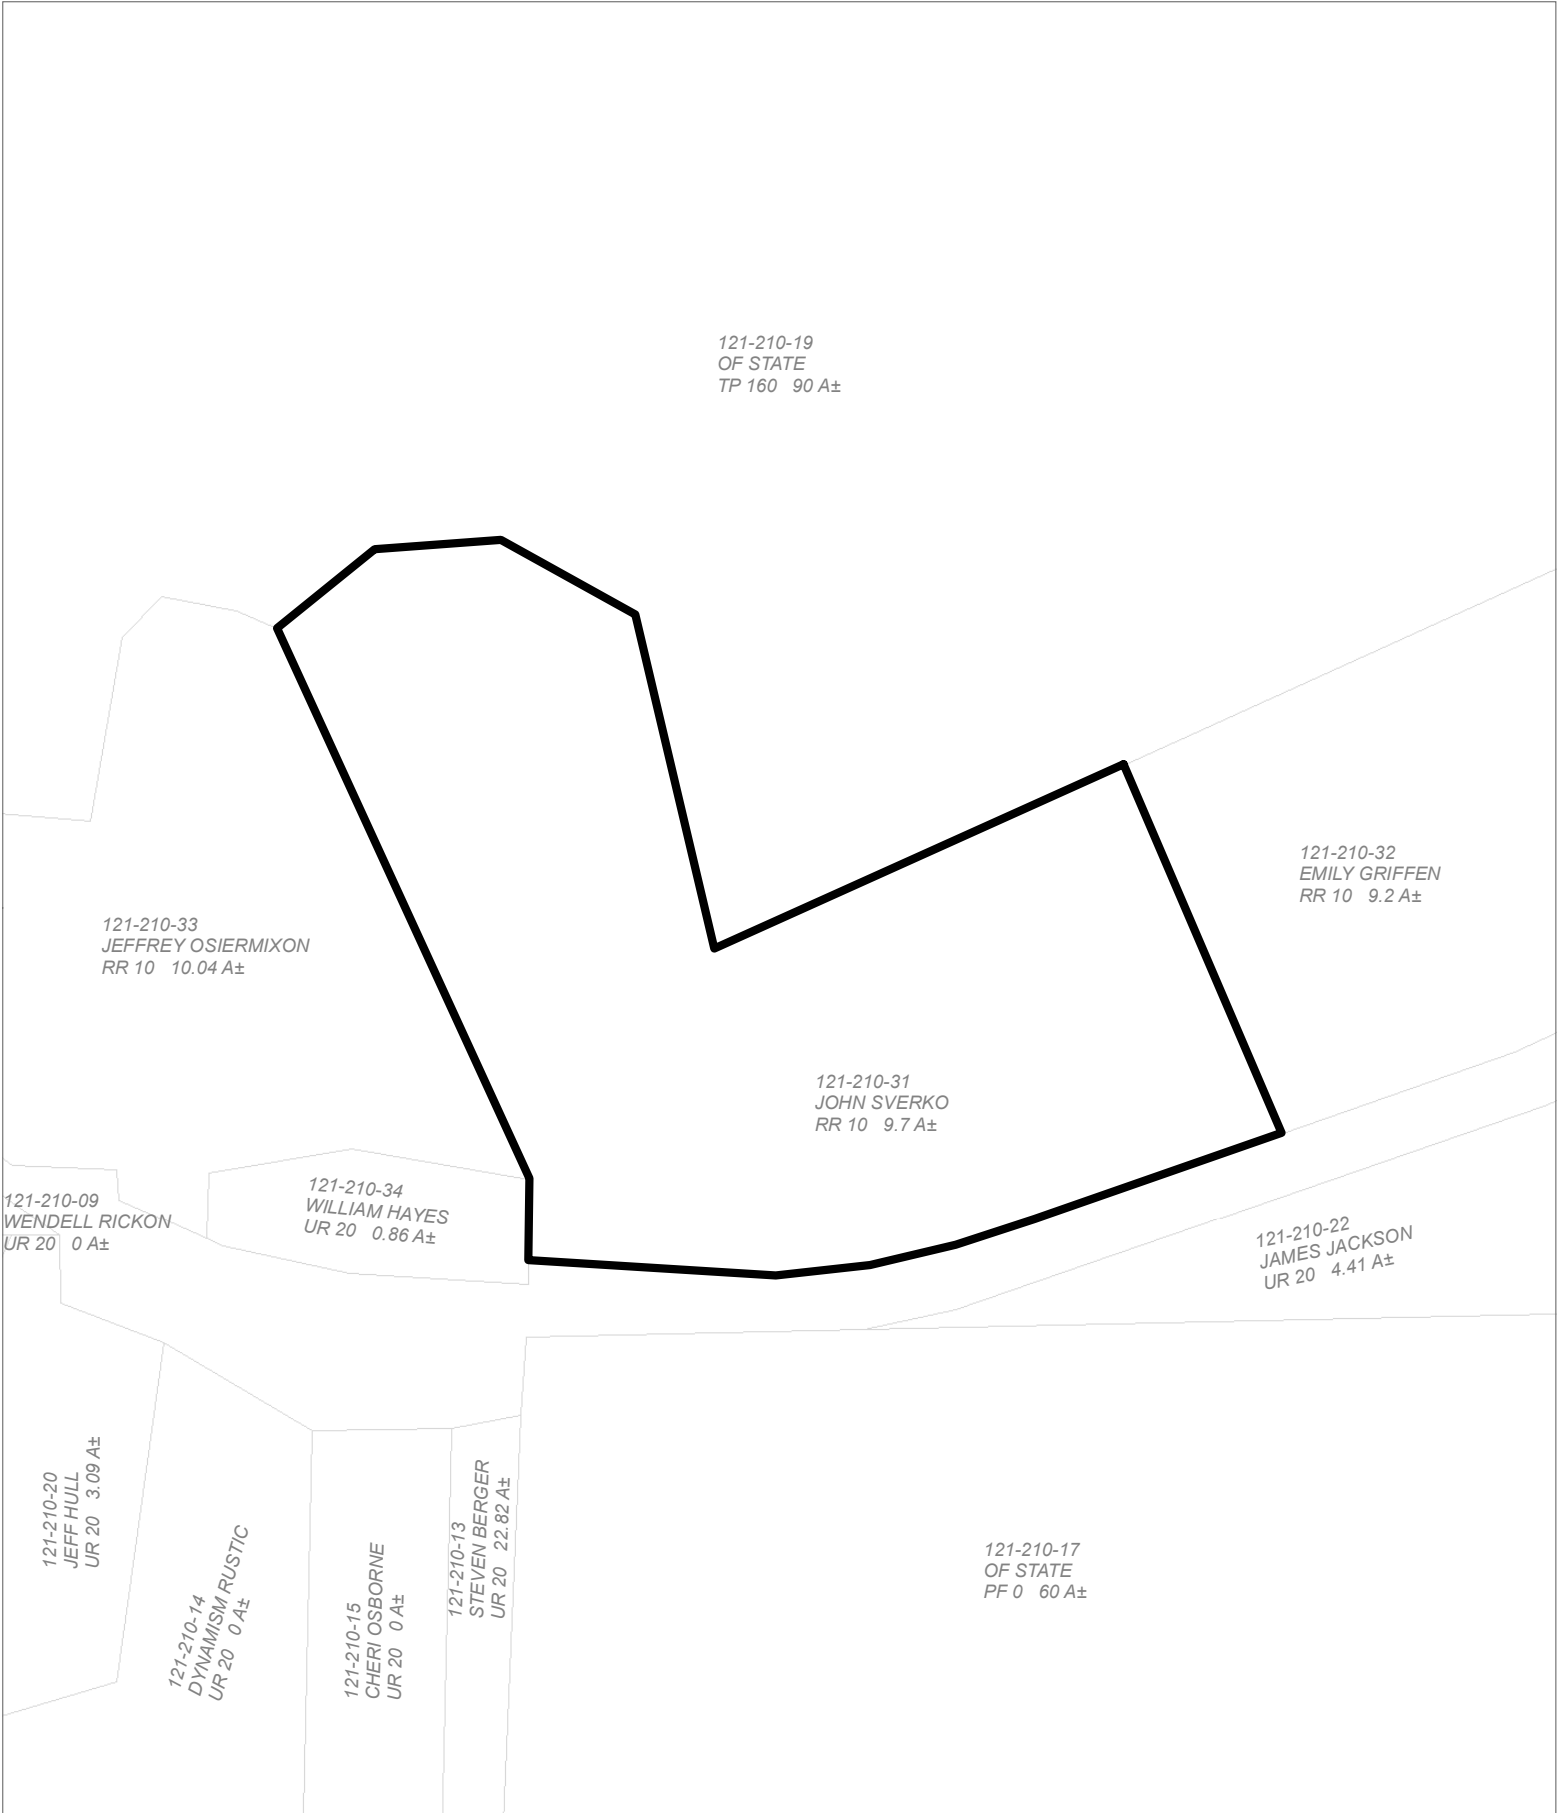 121-210-19
OF STATE
TP 160 90 A±
121-210-32
EMILY GRIFFEN
RR 10 9.2 A±
121-210-33
JEFFREY OSIERMIXON
RR 10 10.04 A±
121-210-31
JOHN SVERKO
RR 10 9.7 A±
121-210-09
WENDELL RICKON
UR 20 0 A±
121-210-34
WILLIAM HAYES
UR 20 0.86 A±
121-210-22
JAMES JACKSON
UR 20 4.41 A±
121-210-20
JEFF HULL
UR 20 3.09 A±
121-210-14
DYNAMISM RUSTIC
UR 20 0 A±
121-210-15
CHERI OSBORNE
UR 20 0 A±
121-210-13
STEVEN BERGER
UR 20 22.82 A±
121-210-17
OF STATE
PF 0 60 A±